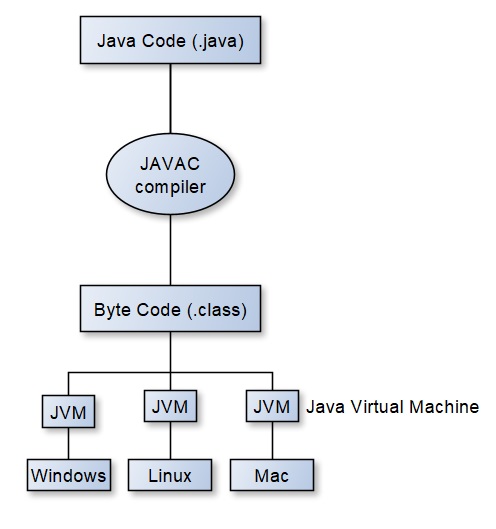 Java Code (.java)
JAVAC
compiler
Byte Code (.class)
JVM
JVM
JVM
Java Virtual Machine
Windows
Linux
Mac